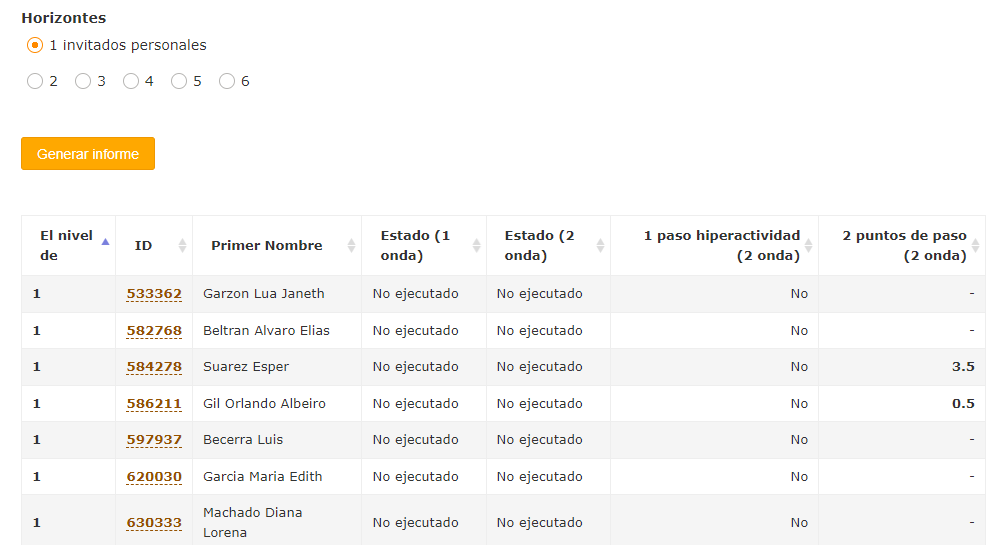 Horizontes
1 invitados personales
2 3 4 5 6
Generar informe
El nivel de ID Primer Nombre Estado (1 onda) Estado (2 onda) 1 paso hiperactividad (2 onda) 2 puntos de paso (2 onda)
1 533362 Garzon Lua Janeth No ejecutado No ejecutado No -
1 582768 Beltran Alvaro Elias No ejecutado No ejecutado No -
1 584278 Suarez Esper No ejecutado No ejecutado No 3.5
1 586211 Gil Orlando Albeiro No ejecutado No ejecutado No 0.5
1 597937 Becerra Luis No ejecutado No ejecutado No -
1 620030 Garcia Maria Edith No ejecutado No ejecutado No -
1 630333 Machado Diana Lorena No ejecutado No ejecutado No -